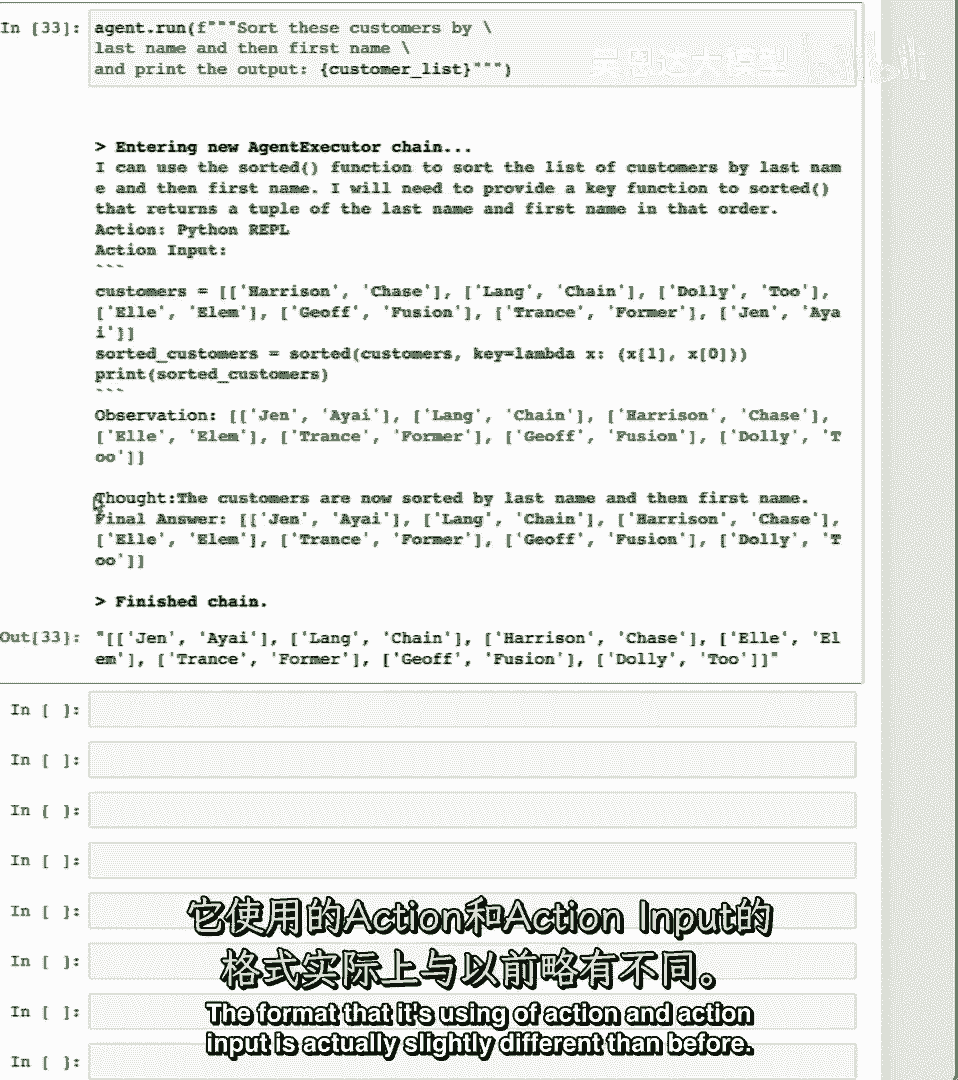 In [33]: agent.run(f"""Sort these customers by \
last name and then first name \
and print the output: {customer_list}""")
吴恩达大模型
> Entering new AgentExecutor chain...
I can use the sorted() function to sort the list of customers by last nam
e and then first name. I will need to provide a key function to sorted()
that returns a tuple of the last name and first name in that order.
Action: Python REPL
Action Input:
```
customers = [['Harrison', 'Chase'], ['Lang', 'Chain'], ['Dolly', 'Too'],
['Elle', 'Elem'], ['Geoff', 'Fusion'], ['Trance', 'Former'], ['Jen', 'Aya
i']]
sorted_customers = sorted(customers, key=lambda x: (x[1], x[0]))
print(sorted_customers)
```
Observation: [['Jen', 'Ayai'], ['Lang', 'Chain'], ['Harrison', 'Chase'],
['Elle', 'Elem'], ['Trance', 'Former'], ['Geoff', 'Fusion'], ['Dolly', 'T
oo']]
Thought:The customers are now sorted by last name and then first name.
Final Answer: [['Jen', 'Ayai'], ['Lang', 'Chain'], ['Harrison', 'Chase'],
['Elle', 'Elem'], ['Trance', 'Former'], ['Geoff', 'Fusion'], ['Dolly', 'T
oo']]
> Finished chain.
Out[33]: "[['Jen', 'Ayai'], ['Lang', 'Chain'], ['Harrison', 'Chase'], ['Elle', 'El
em'], ['Trance', 'Former'], ['Geoff', 'Fusion'], ['Dolly', 'Too']]"
In [ ]:
In [ ]:
In [ ]:
In [ ]:
In [ ]:
In [ ]:
In [ ]:
In [ ]:
它使用的Action和Action Input的
格式实际上与以前略有不同。
The format that it's using of action and action
input is actually slightly different than before.